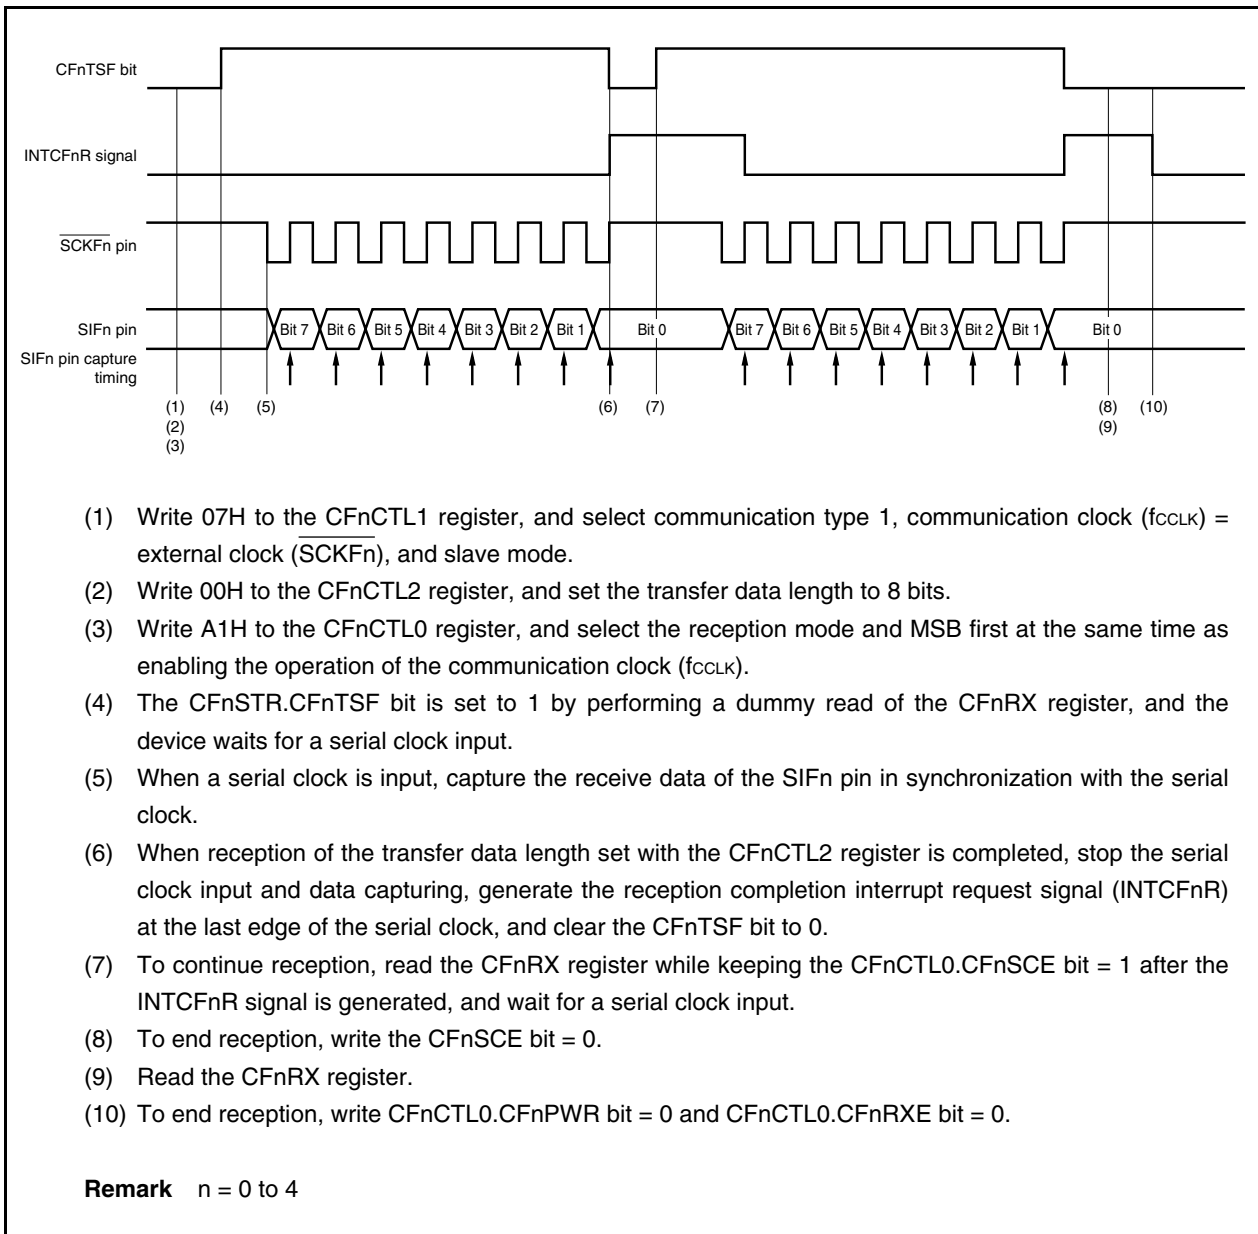 CFnTSF bit
INTCFnR signal
SCKFn pin
SIFn pin
Bit 7 Bit 6 Bit 5 Bit 4 Bit 3 Bit 2 Bit 1 Bit 0 Bit 7 Bit 6 Bit 5 Bit 4 Bit 3 Bit 2 Bit 1 Bit 0
SIFn pin capture
timing
(1) (4) (5) (6) (7) (8) (10)
(2) (9)
(3)
(1) Write 07H to the CFnCTL1 register, and select communication type 1, communication clock (fCCLK) =
external clock (SCKFn), and slave mode.
(2) Write 00H to the CFnCTL2 register, and set the transfer data length to 8 bits.
(3) Write A1H to the CFnCTL0 register, and select the reception mode and MSB first at the same time as
enabling the operation of the communication clock (fCCLK).
(4) The CFnSTR.CFnTSF bit is set to 1 by performing a dummy read of the CFnRX register, and the
device waits for a serial clock input.
(5) When a serial clock is input, capture the receive data of the SIFn pin in synchronization with the serial
clock.
(6) When reception of the transfer data length set with the CFnCTL2 register is completed, stop the serial
clock input and data capturing, generate the reception completion interrupt request signal (INTCFnR)
at the last edge of the serial clock, and clear the CFnTSF bit to 0.
(7) To continue reception, read the CFnRX register while keeping the CFnCTL0.CFnSCE bit = 1 after the
INTCFnR signal is generated, and wait for a serial clock input.
(8) To end reception, write the CFnSCE bit = 0.
(9) Read the CFnRX register.
(10) To end reception, write CFnCTL0.CFnPWR bit = 0 and CFnCTL0.CFnRXE bit = 0.
Remark n = 0 to 4